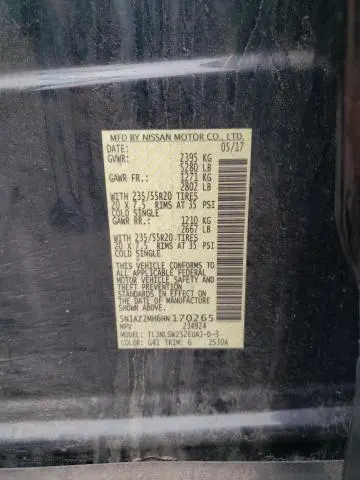 MFD BY NISSAN MOTOR CO., LTD.
DATE: 05/17
GVWR: 2395 KG
5280 LB
GAWR FR.: 1271 KG
2802 LB
WITH 235/55R20 TIRES
20 X 7.5 RIMS AT 35 PSI
COLD SINGLE
GAWR RR.: 1210 KG
2667 LB
WITH 235/55R20 TIRES
20 X 7.5 RIMS AT 35 PSI
COLD SINGLE
THIS VEHICLE CONFORMS TO ALL
APPLICABLE FEDERAL MOTOR
VEHICLE SAFETY STANDARDS IN
EFFECT ON THE DATE OF
MANUFACTURE SHOWN ABOVE.
5N1AZ2MH6HN170265
MPV 234924
MODEL: TLJNLSWZ52EUA3-D-J
COLOR: G41 TRIM: G 2530A